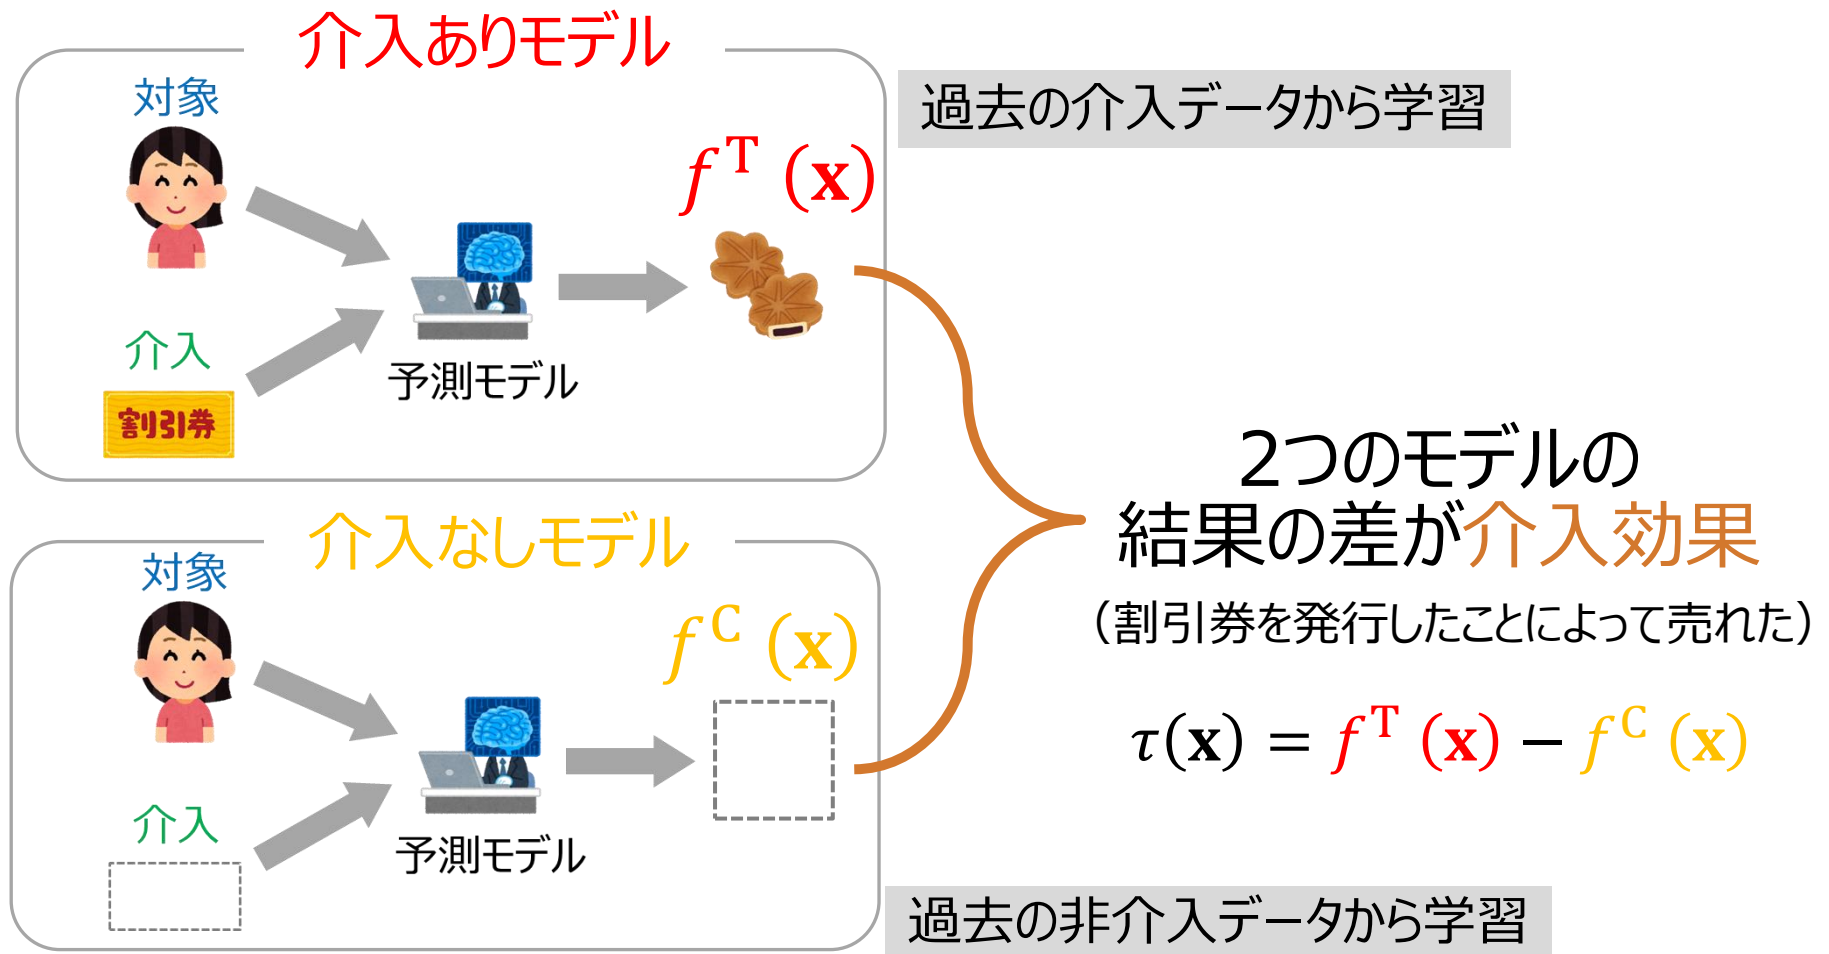 介入ありモデル
対象
過去の介入データから学習
f^T (x)
介入
予測モデル
割引券
介入なしモデル
対象
f^C (x)
介入
予測モデル
2つのモデルの
結果の差が介入効果
（割引券を発行したことによって売れた）
τ(x) = f^T (x) − f^C (x)
過去の非介入データから学習